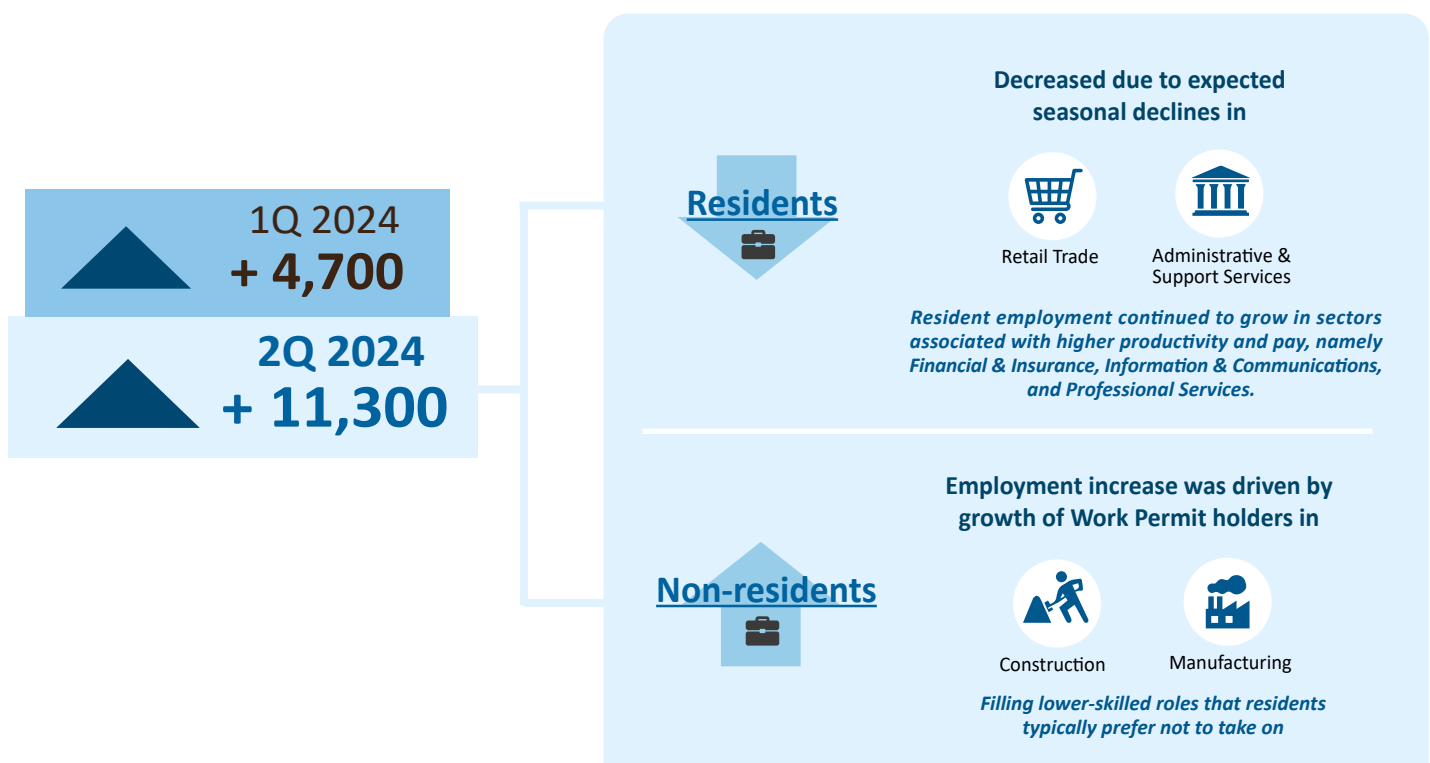 1Q 2024
+ 4,700
2Q 2024
+ 11,300
Residents
Decreased due to expected
seasonal declines in
Retail Trade
Administrative &
Support Services
Resident employment continued to grow in sectors
associated with higher productivity and pay, namely
Financial & Insurance, Information & Communications,
and Professional Services.
Non-residents
Employment increase was driven by
growth of Work Permit holders in
Construction
Manufacturing
Filling lower-skilled roles that residents
typically prefer not to take on